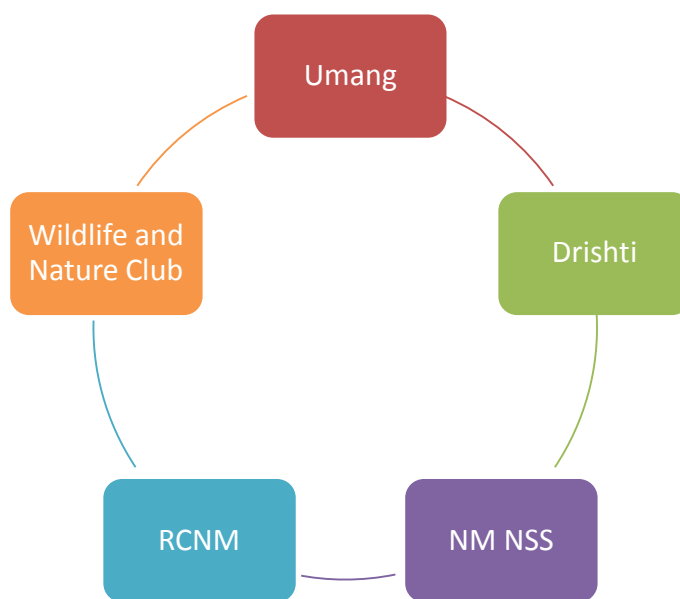 Umang
Drishti
NM NSS
RCNM
Wildlife and
Nature Club